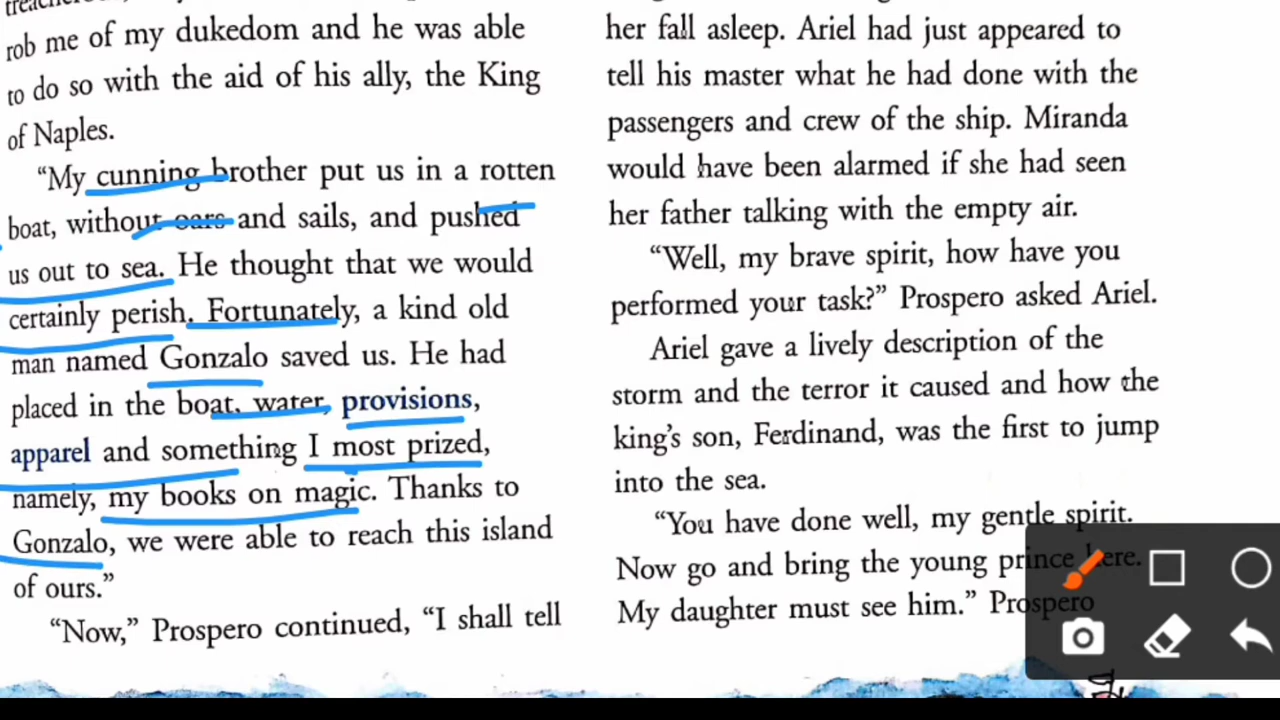 rob me of my dukedom and he was able
to do so with the aid of his ally, the King
of Naples.
“My cunning brother put us in a rotten
boat, without oars and sails, and pushed
us out to sea. He thought that we would
certainly perish. Fortunately, a kind old
man named Gonzalo saved us. He had
placed in the boat, water, provisions,
apparel and something I most prized,
namely, my books on magic. Thanks to
Gonzalo, we were able to reach this island
of ours.”
“Now,” Prospero continued, “I shall tell
her fall asleep. Ariel had just appeared to
tell his master what he had done with the
passengers and crew of the ship. Miranda
would have been alarmed if she had seen
her father talking with the empty air.
“Well, my brave spirit, how have you
performed your task?” Prospero asked Ariel.
Ariel gave a lively description of the
storm and the terror it caused and how the
king’s son, Ferdinand, was the first to jump
into the sea.
“You have done well, my gentle spirit.
Now go and bring the young prince here.
My daughter must see him.” Prospero